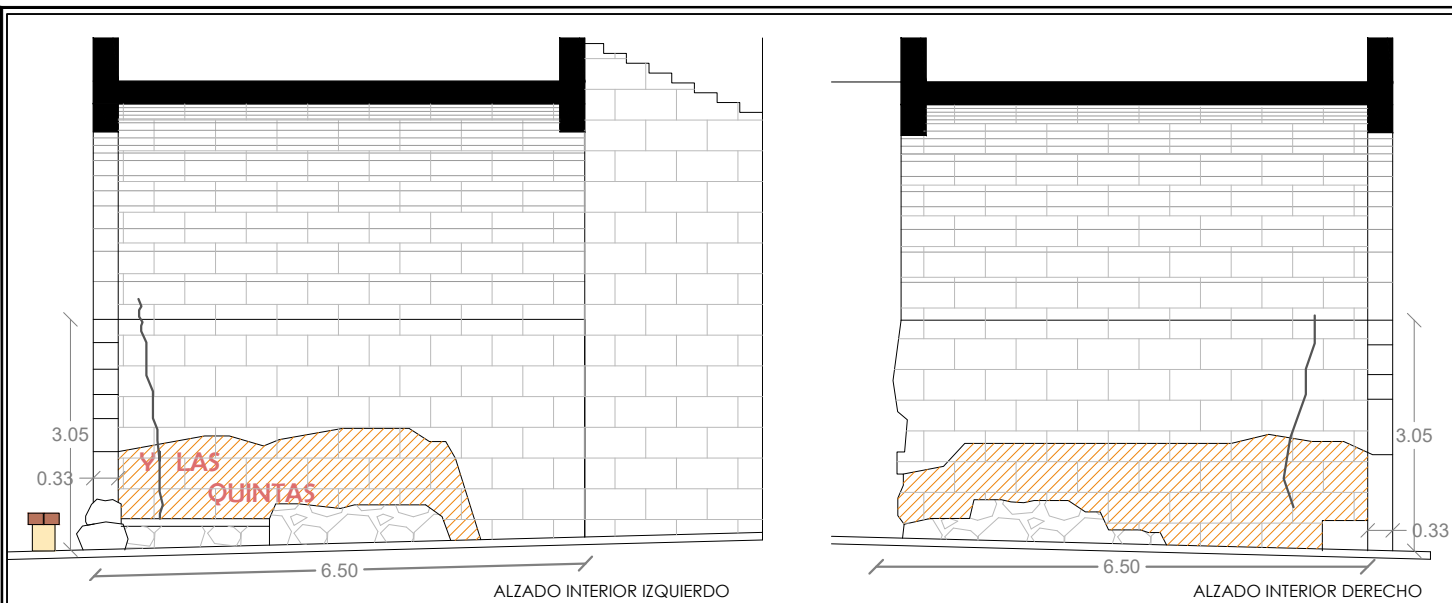 3.05
0.33
Y LAS
QUINTAS
6.50
ALZADO INTERIOR IZQUIERDO
3.05
0.33
6.50
ALZADO INTERIOR DERECHO